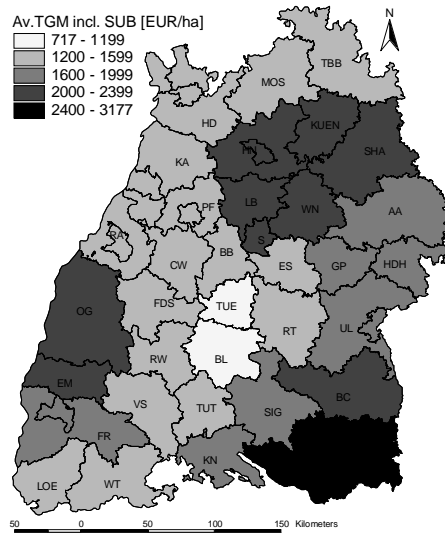 Av.TGM incl. SUB [EUR/ha]
717 - 1199
1200 - 1599
1600 - 1999
2000 - 2399
2400 - 3177
N
TBB
MOS
HD
KUEN
HN
SHA
KA
LB
WN
PF
AA
RA
S
CW
BB
ES
GP
HDH
OG
FDS
TUE
RT
UL
RW
BL
EM
BC
VS
TUT
SIG
FR
KN
LOE
WT
50 0 50 100 150 Kilometers